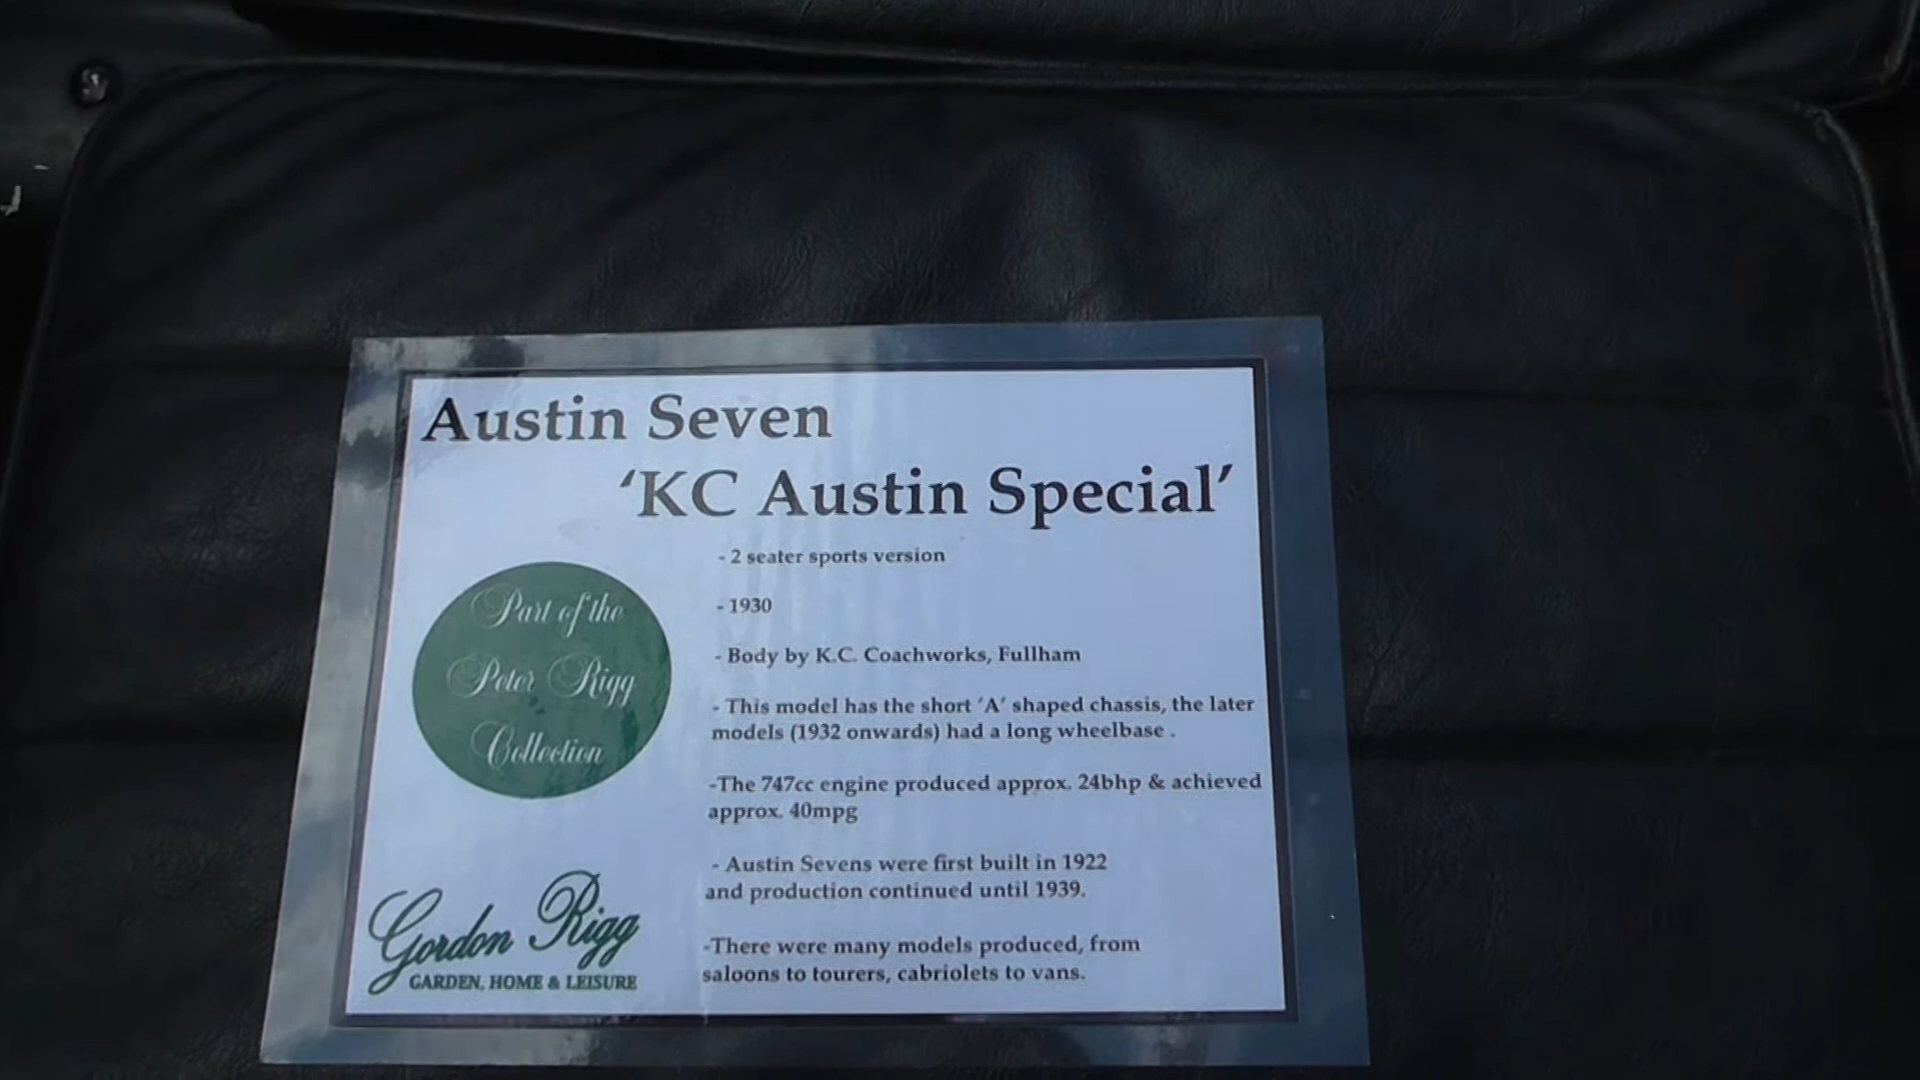 Austin Seven
‘KC Austin Special’
- 2 seater sports version
- 1930
- Body by K.C. Coachworks, Fullham
- This model has the short ‘A’ shaped chassis, the later
models (1932 onwards) had a long wheelbase .
-The 747cc engine produced approx. 24bhp & achieved
approx. 40mpg
- Austin Sevens were first built in 1922
and production continued until 1939.
-There were many models produced, from
saloons to tourers, cabriolets to vans.
Part of the
Peter Rigg
Collection
Gordon Rigg
GARDEN, HOME & LEISURE